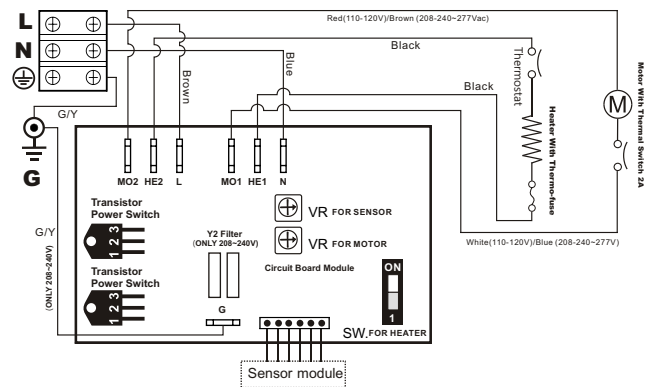 L
N
Red(110-120V)/Brown (208-240~277Vac)
Black
Black
Thermostat
Heater With Thermo-fuse
Motor With Thermal Switch 2A
M
Brown
Blue
G/Y
G
G/Y
(ONLY 208~240V)
MO2 HE2 L MO1 HE1 N
Transistor
Power Switch
1 2 3
Transistor
Power Switch
1 2 3
VR FOR SENSOR
VR FOR MOTOR
Y2 Filter
(ONLY 208~240V)
Circuit Board Module
G
ON
1
SW. FOR HEATER
White(110-120V)/Blue (208-240~277V)
Sensor module